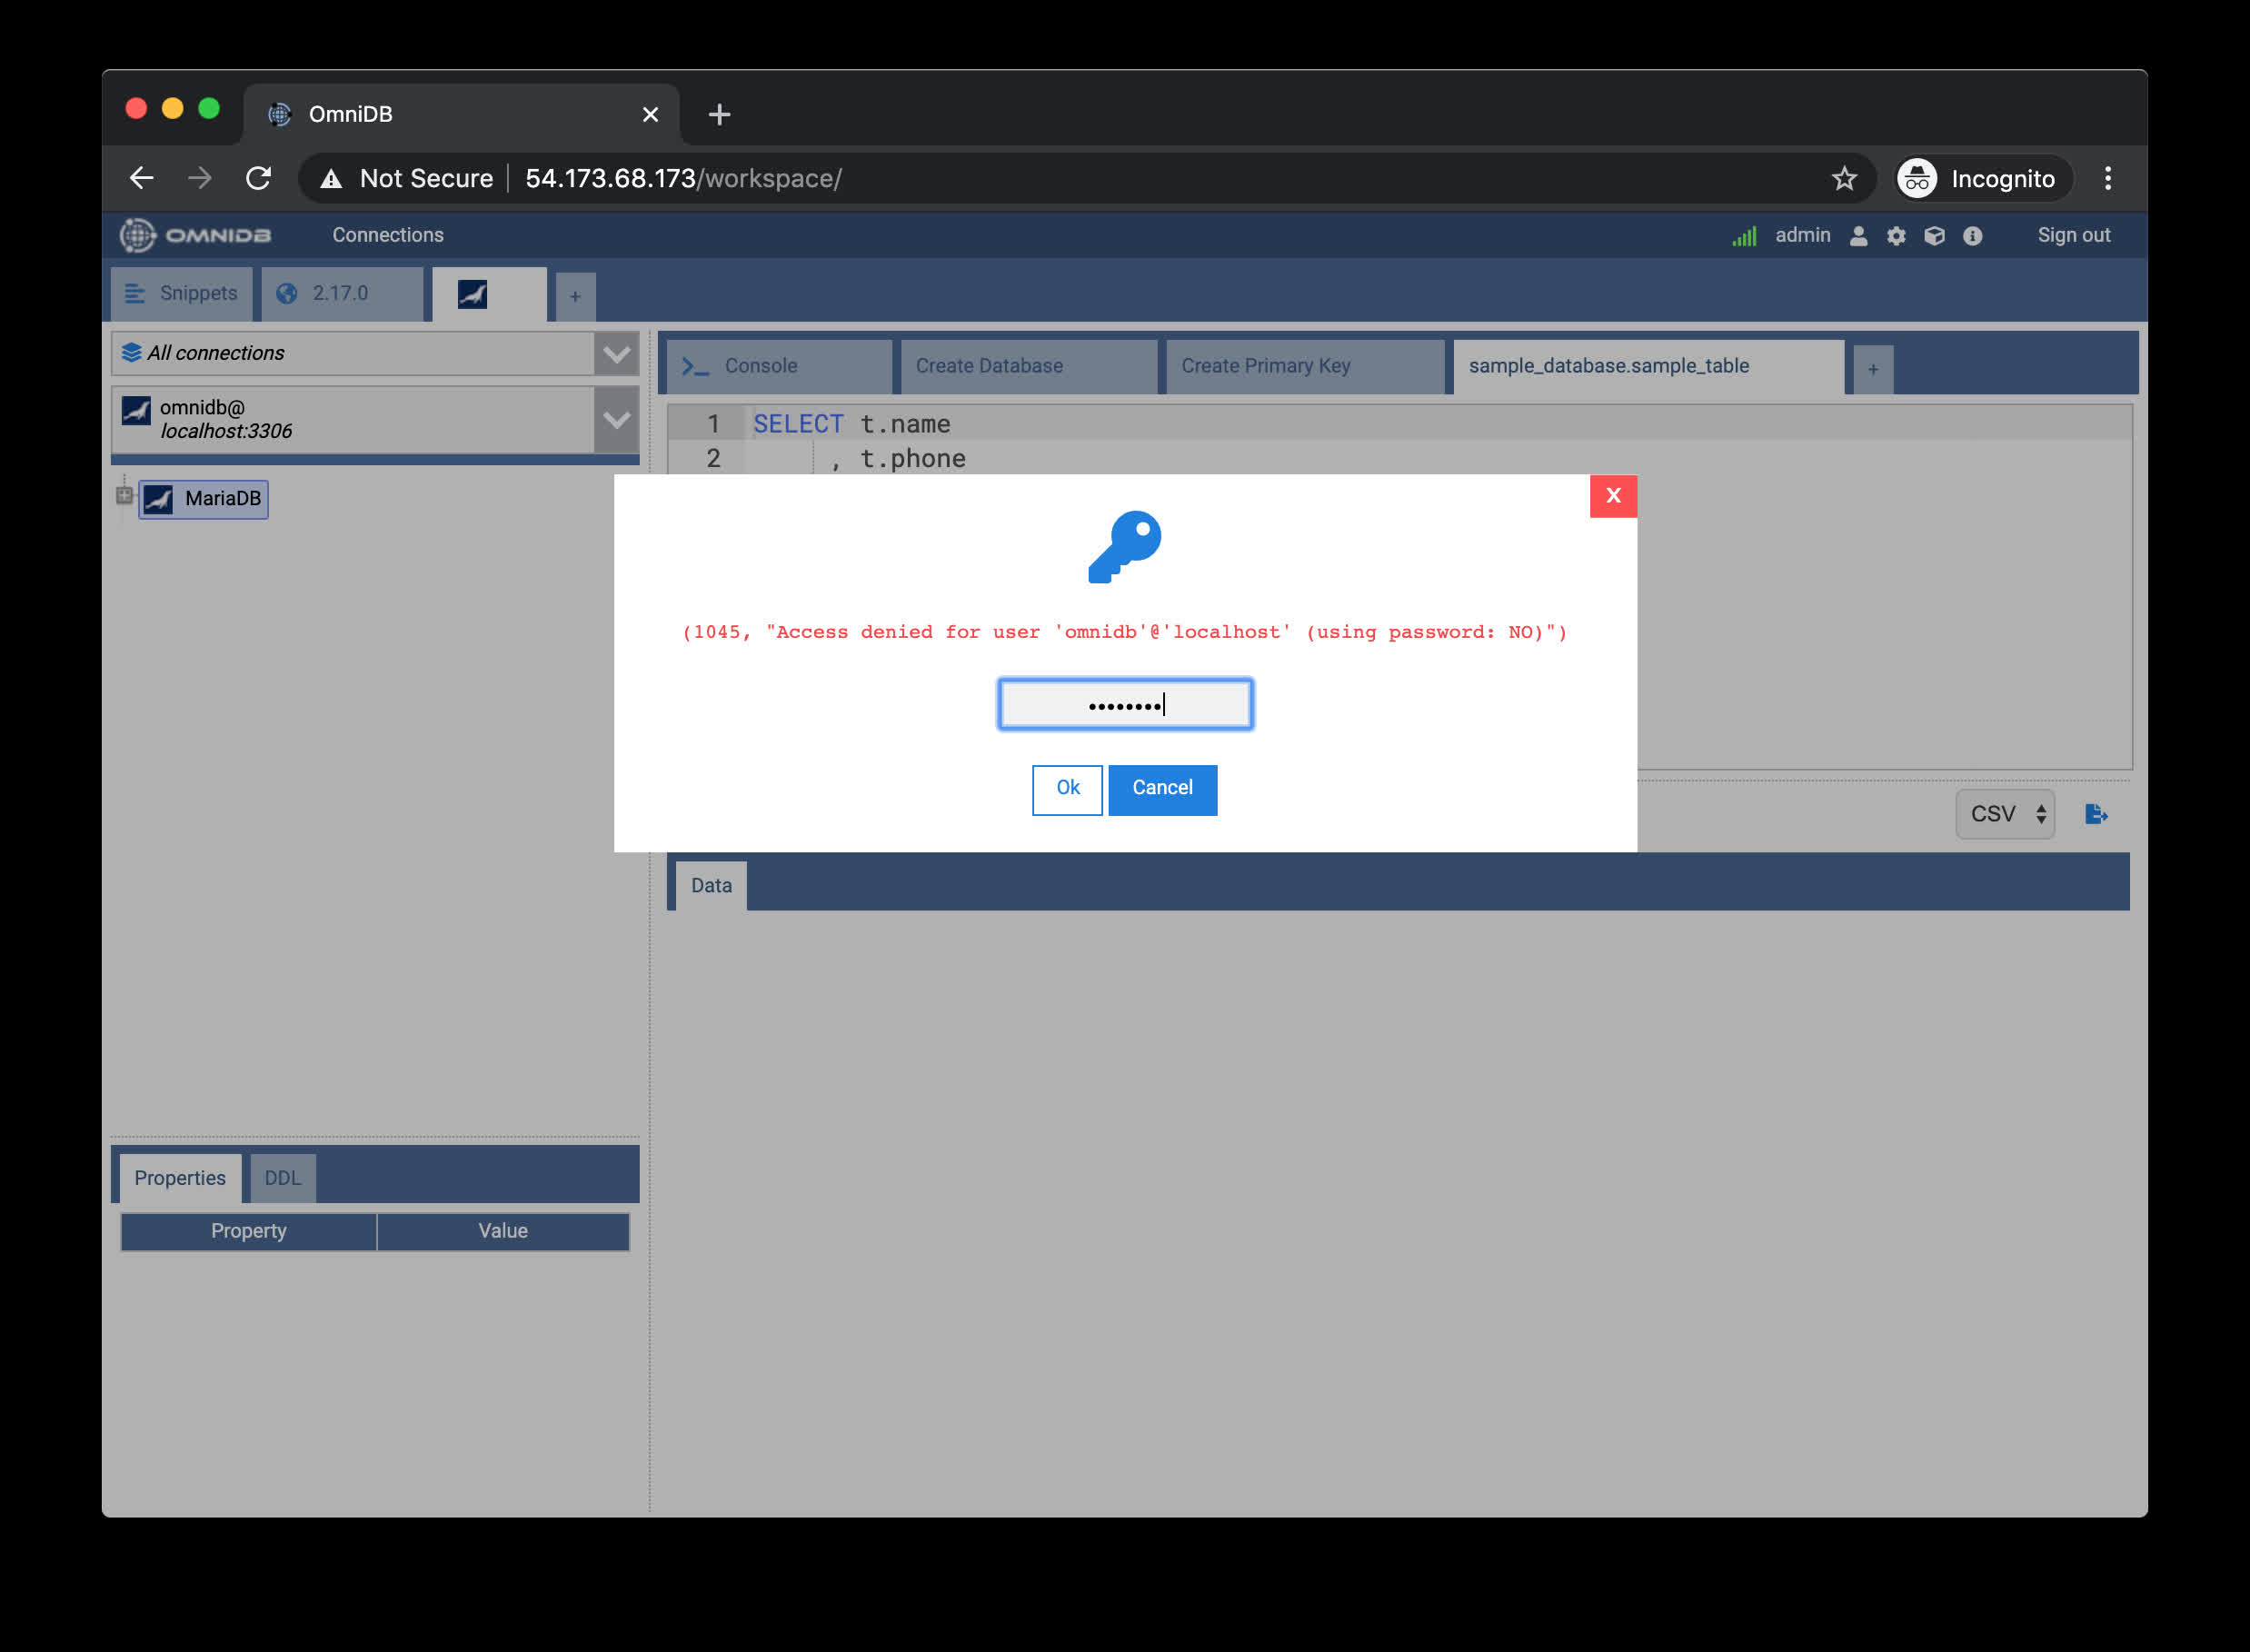 OmniDB
Not Secure 54.173.68.173/workspace/
Incognito
OMNIDB
Connections
admin
Sign out
Snippets
2.17.0
+
All connections
omnidb@
localhost:3306
MariaDB
Console
Create Database
Create Primary Key
sample_database.sample_table
+
1 SELECT t.name
2 , t.phone
X
(1045, "Access denied for user 'omnidb'@'localhost' (using password: NO)")
••••••••
Ok
Cancel
CSV
Data
Properties
DDL
Property
Value